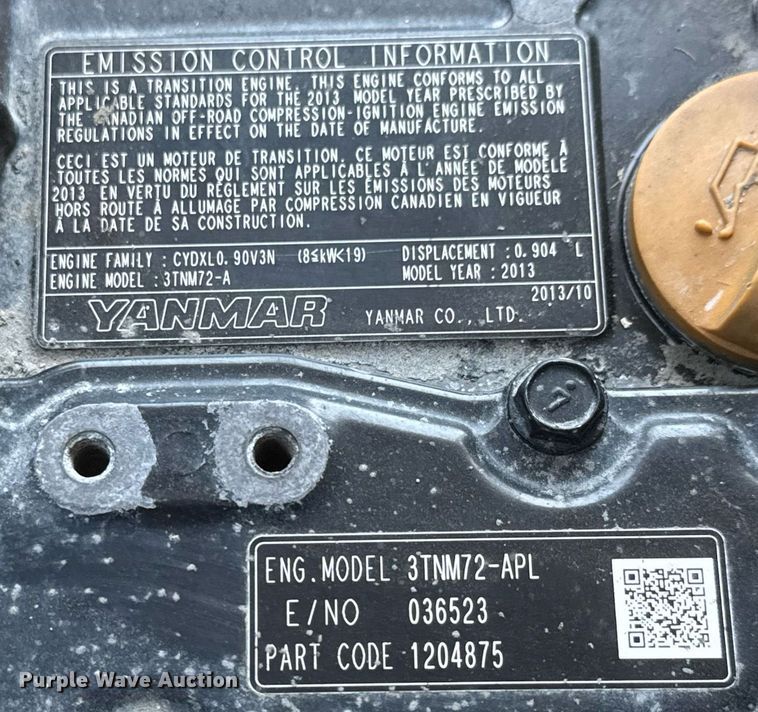 EMISSION CONTROL INFORMATION
THIS IS A TRANSITION ENGINE. THIS ENGINE CONFORMS TO ALL
APPLICABLE STANDARDS FOR THE 2013 MODEL YEAR PRESCRIBED BY
THE CANADIAN OFF-ROAD COMPRESSION-IGNITION ENGINE EMISSION
REGULATIONS IN EFFECT ON THE DATE OF MANUFACTURE.
CECI EST UN MOTEUR DE TRANSITION. CE MOTEUR EST CONFORME À
TOUTES LES NORMES QUI SONT APPLICABLES À L'ANNÉE DE MODÈLE
2013 EN VERTU DU RÈGLEMENT SUR LES ÉMISSIONS DES MOTEURS
HORS ROUTE À ALLUMAGE PAR COMPRESSION CANADIEN EN VIGUEUR
À LA DATE DE SA CONSTRUCTION.
ENGINE FAMILY : CYDXL0.90V3N (8≤kW<19) DISPLACEMENT : 0.904 L
ENGINE MODEL : 3TNM72-A MODEL YEAR : 2013
2013/10
YANMAR YANMAR CO., LTD.
7
ENG. MODEL 3TNM72-APL
E/NO 036523
PART CODE 1204875
Purple Wave Auction